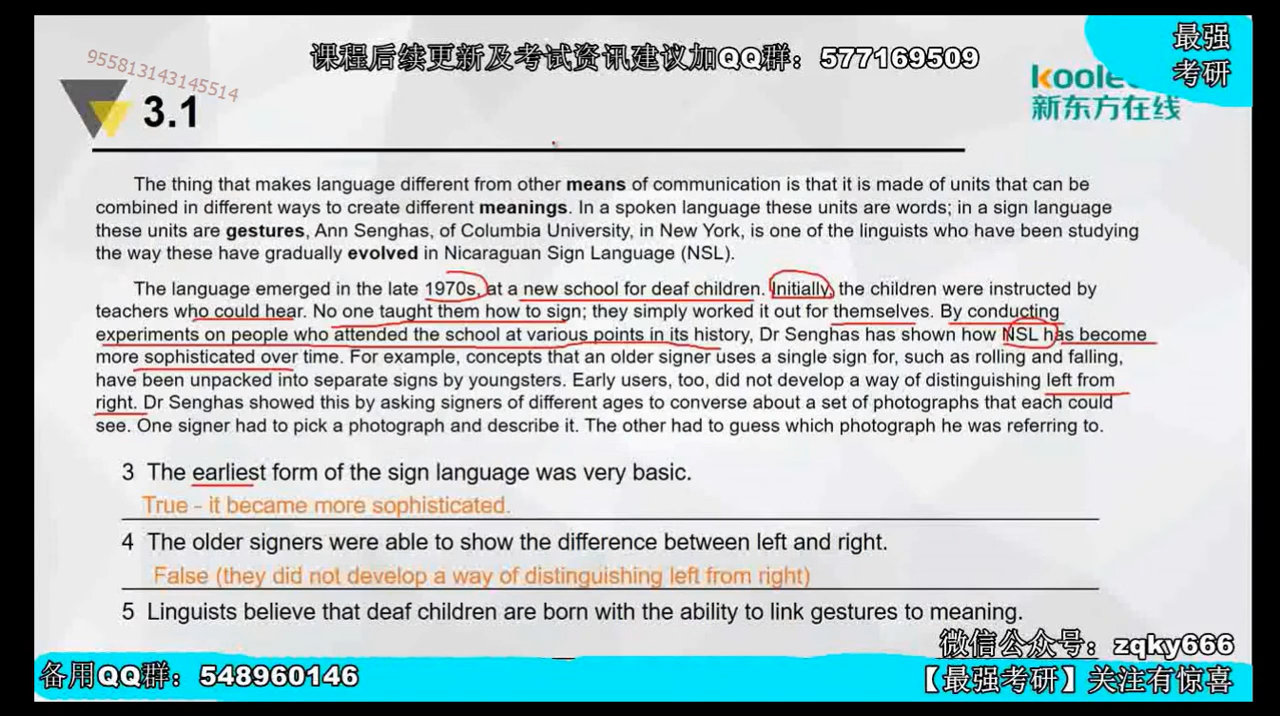 课程后续更新及考试资讯建议加QQ群：577169509
最强
考研
955813143145514
3.1
koole
新东方在线
The thing that makes language different from other means of communication is that it is made of units that can be
combined in different ways to create different meanings. In a spoken language these units are words; in a sign language
these units are gestures, Ann Senghas, of Columbia University, in New York, is one of the linguists who have been studying
the way these have gradually evolved in Nicaraguan Sign Language (NSL).
The language emerged in the late 1970s, at a new school for deaf children. Initially, the children were instructed by
teachers who could hear. No one taught them how to sign; they simply worked it out for themselves. By conducting
experiments on people who attended the school at various points in its history, Dr Senghas has shown how NSL has become
more sophisticated over time. For example, concepts that an older signer uses a single sign for, such as rolling and falling,
have been unpacked into separate signs by youngsters. Early users, too, did not develop a way of distinguishing left from
right. Dr Senghas showed this by asking signers of different ages to converse about a set of photographs that each could
see. One signer had to pick a photograph and describe it. The other had to guess which photograph he was referring to.
3 The earliest form of the sign language was very basic.
True - it became more sophisticated.
4 The older signers were able to show the difference between left and right.
False (they did not develop a way of distinguishing left from right)
5 Linguists believe that deaf children are born with the ability to link gestures to meaning.
微信公众号：zqky666
备用QQ群：548960146
【最强考研】关注有惊喜